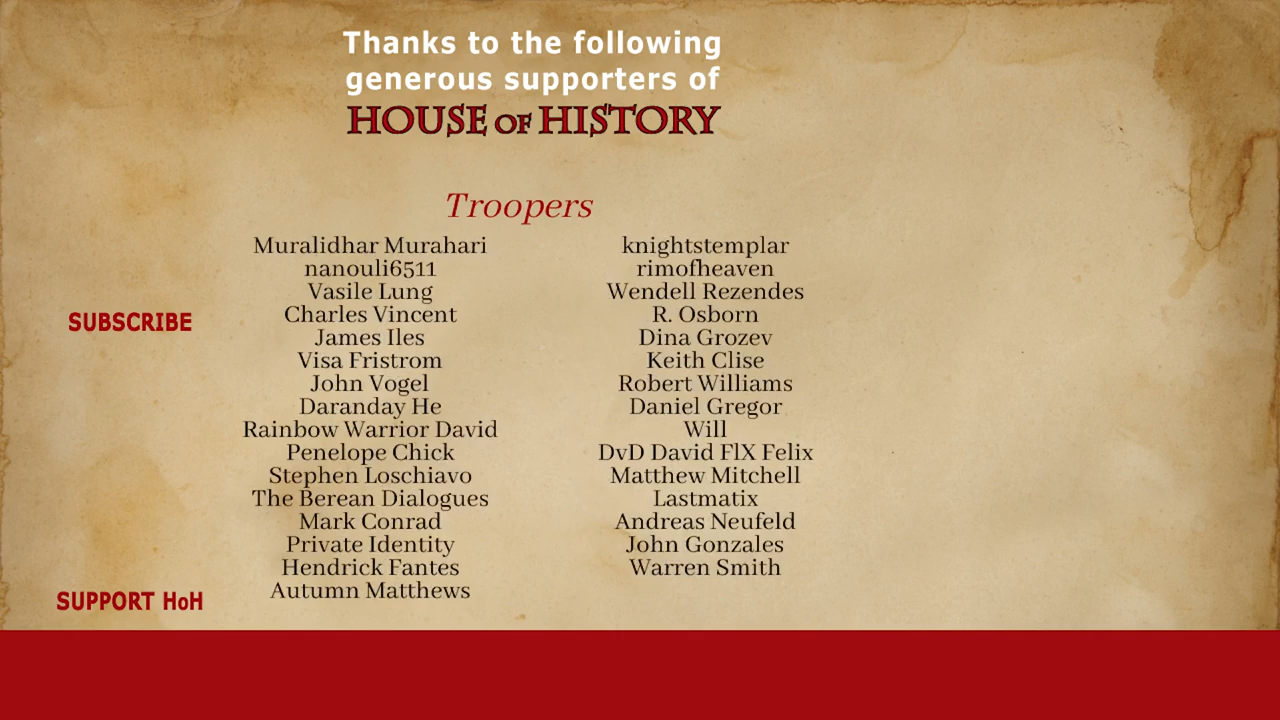 Thanks to the following
generous supporters of
HOUSE OF HISTORY
Troopers
Muralidhar Murahari
nanouli6511
Vasile Lung
Charles Vincent
James Iles
Visa Fristrom
John Vogel
Daranday He
Rainbow Warrior David
Penelope Chick
Stephen Loschiavo
The Berean Dialogues
Mark Conrad
Private Identity
Hendrick Fantes
Autumn Matthews
knightstemplar
rimofheaven
Wendell Rezendes
R. Osborn
Dina Grozev
Keith Clise
Robert Williams
Daniel Gregor
Will
DvD David FlX Felix
Matthew Mitchell
Lastmatix
Andreas Neufeld
John Gonzales
Warren Smith
SUBSCRIBE
SUPPORT HoH